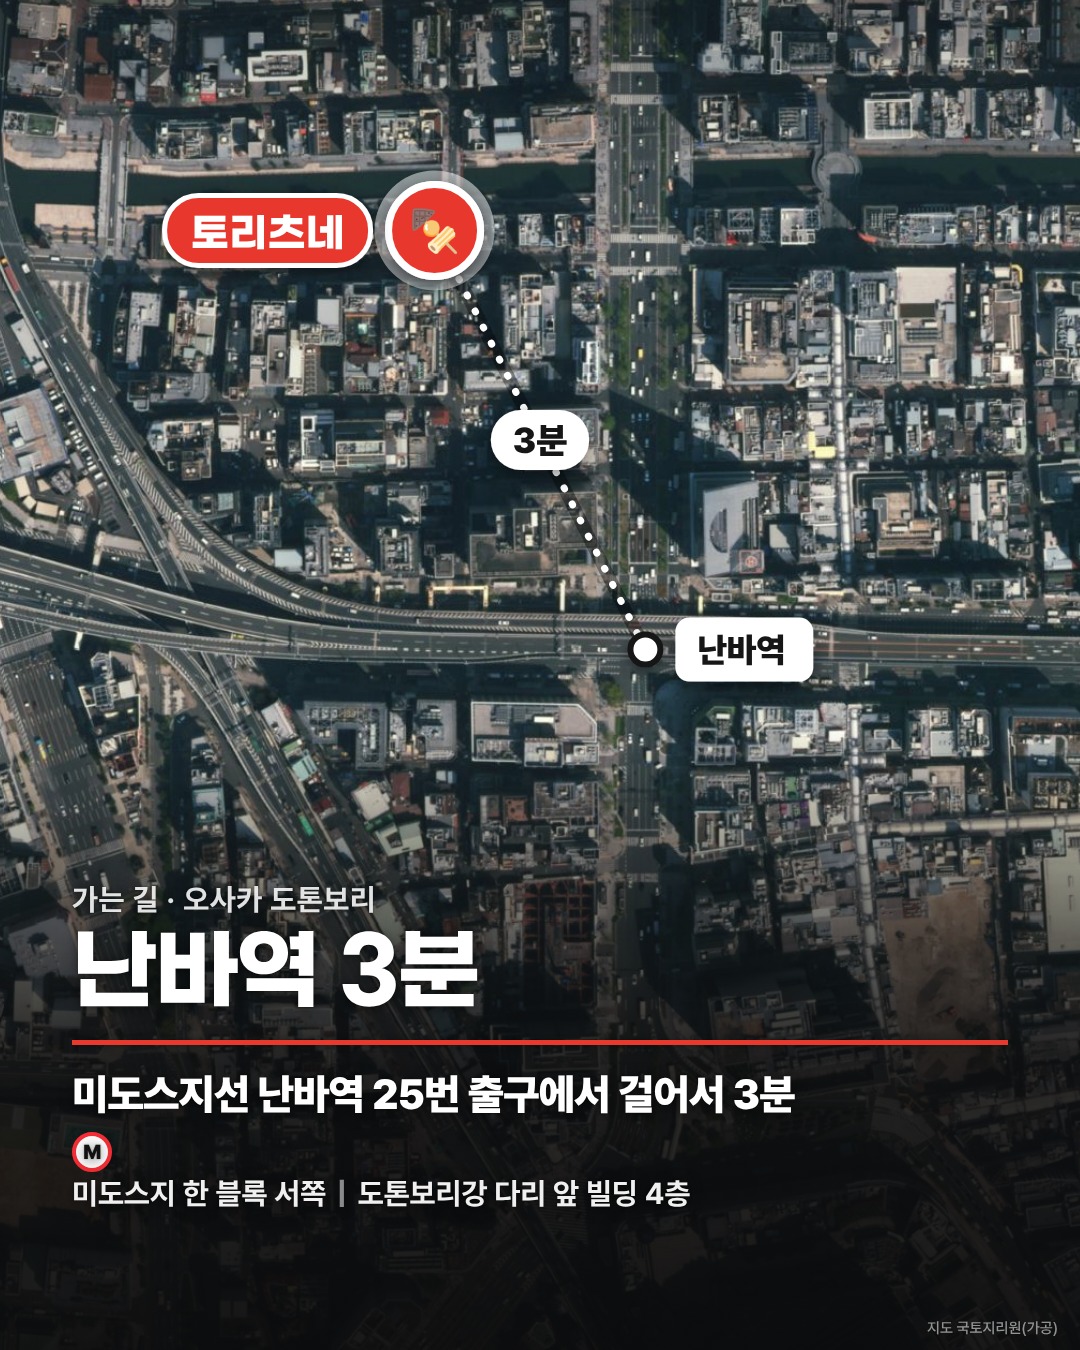 토리츠네
3분
난바역
가는 길 · 오사카 도톤보리
난바역 3분
미도스지선 난바역 25번 출구에서 걸어서 3분
M
미도스지 한 블록 서쪽 | 도톤보리강 다리 앞 빌딩 4층
지도 국토지리원(가공)